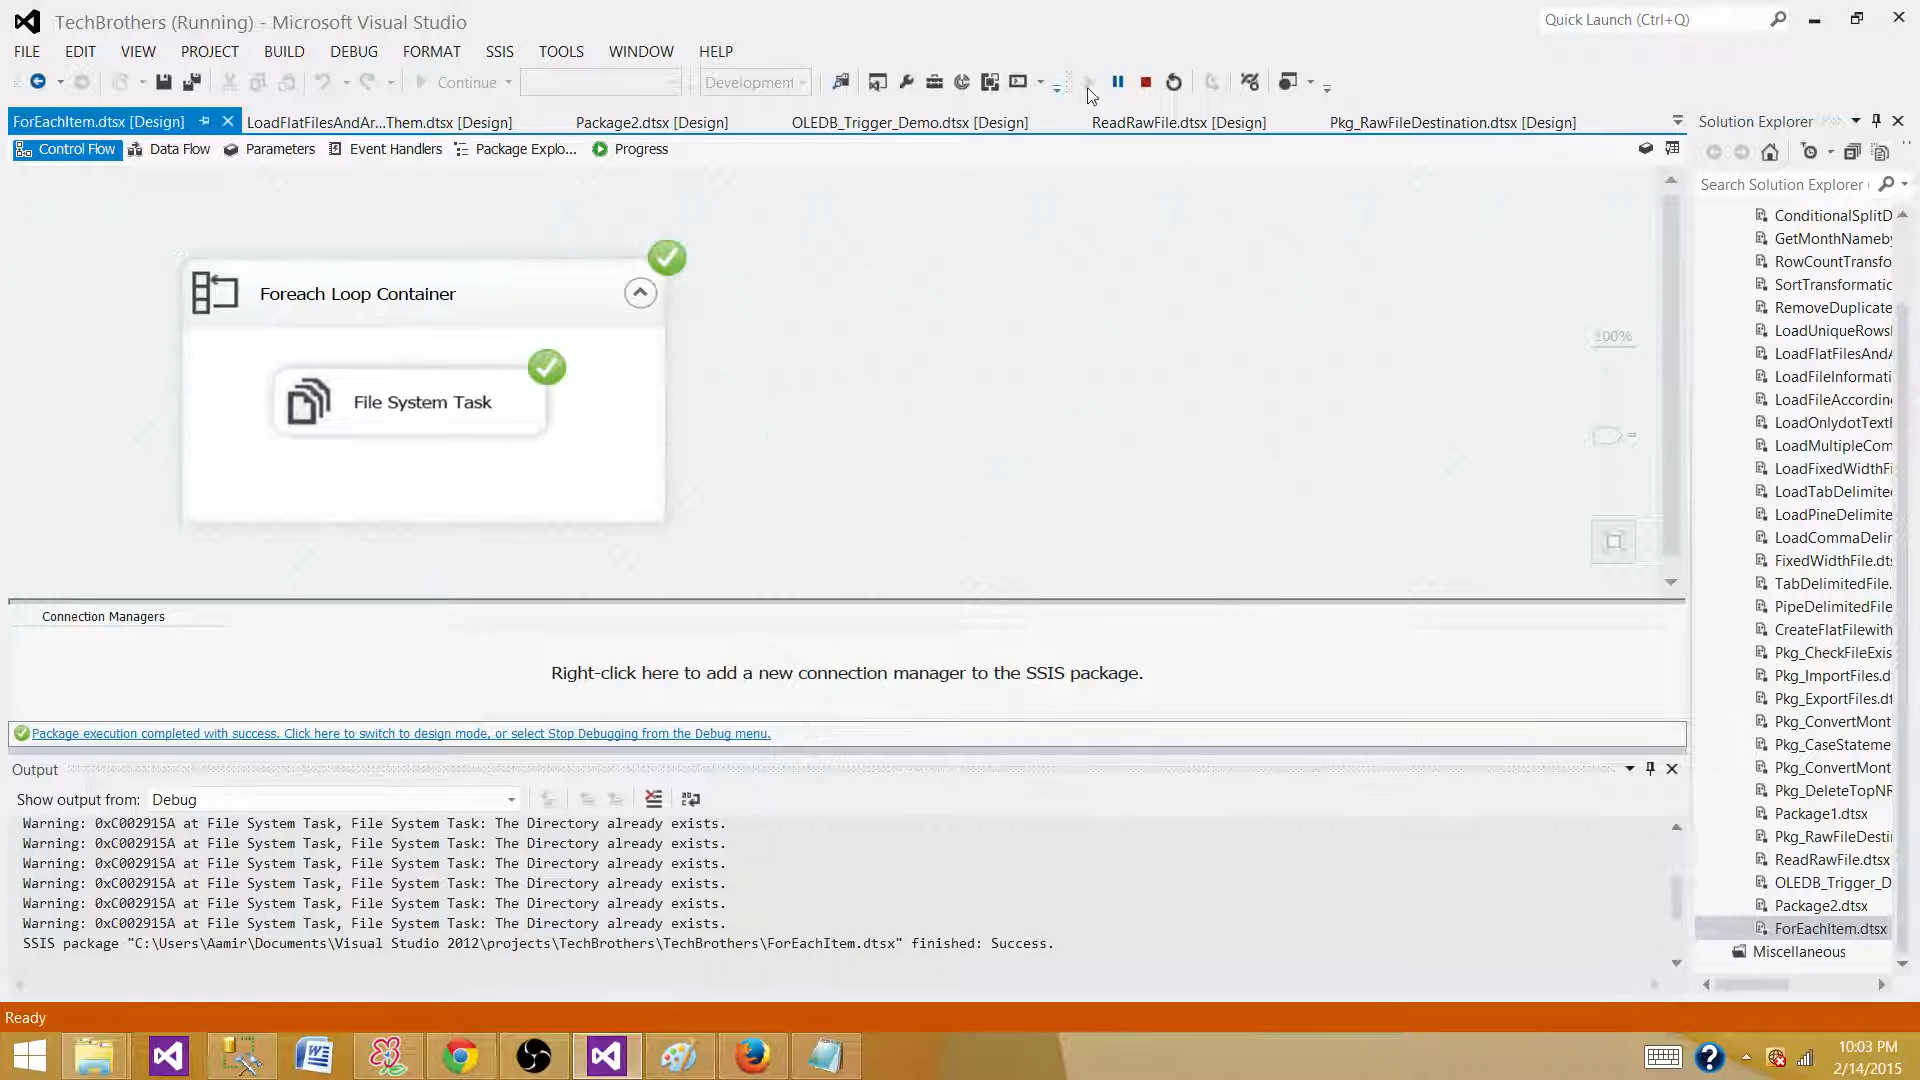 TechBrothers (Running) - Microsoft Visual Studio
Quick Launch (Ctrl+Q)
FILE EDIT VIEW PROJECT BUILD DEBUG FORMAT SSIS TOOLS WINDOW HELP
Continue Development
ForEachItem.dtsx [Design] LoadFlatFilesAndAr...Them.dtsx [Design] Package2.dtsx [Design] OLEDB_Trigger_Demo.dtsx [Design] ReadRawFile.dtsx [Design] Pkg_RawFileDestination.dtsx [Design]
Solution Explorer
Control Flow Data Flow Parameters Event Handlers Package Explo... Progress
Search Solution Explorer
Foreach Loop Container
File System Task
100%
ConditionalSplitD
GetMonthNameby
RowCountTransfo
SortTransformatic
RemoveDuplicate
LoadUniqueRowsI
LoadFlatFilesAndA
LoadFileInformati
LoadFileAccording
LoadOnlydotTextF
LoadMultipleCom
LoadFixedWidthFi
LoadTabDelimited
LoadPineDelimite
LoadCommaDelin
FixedWidthFile.dts
TabDelimitedFile.
PipeDelimitedFile
CreateFlatFilewith
Pkg_CheckFileExis
Pkg_ImportFiles.d
Pkg_ExportFiles.dt
Pkg_ConvertMont
Pkg_CaseStateme
Pkg_ConvertMont
Pkg_DeleteTopNR
Package1.dtsx
Pkg_RawFileDesti
ReadRawFile.dtsx
OLEDB_Trigger_D
Package2.dtsx
ForEachItem.dtsx
Miscellaneous
Connection Managers
Right-click here to add a new connection manager to the SSIS package.
Package execution completed with success. Click here to switch to design mode, or select Stop Debugging from the Debug menu.
Output
Show output from: Debug
Warning: 0xC002915A at File System Task, File System Task: The Directory already exists.
Warning: 0xC002915A at File System Task, File System Task: The Directory already exists.
Warning: 0xC002915A at File System Task, File System Task: The Directory already exists.
Warning: 0xC002915A at File System Task, File System Task: The Directory already exists.
Warning: 0xC002915A at File System Task, File System Task: The Directory already exists.
Warning: 0xC002915A at File System Task, File System Task: The Directory already exists.
SSIS package "C:\Users\Aamir\Documents\Visual Studio 2012\projects\TechBrothers\TechBrothers\ForEachItem.dtsx" finished: Success.
Ready
10:03 PM
2/14/2015